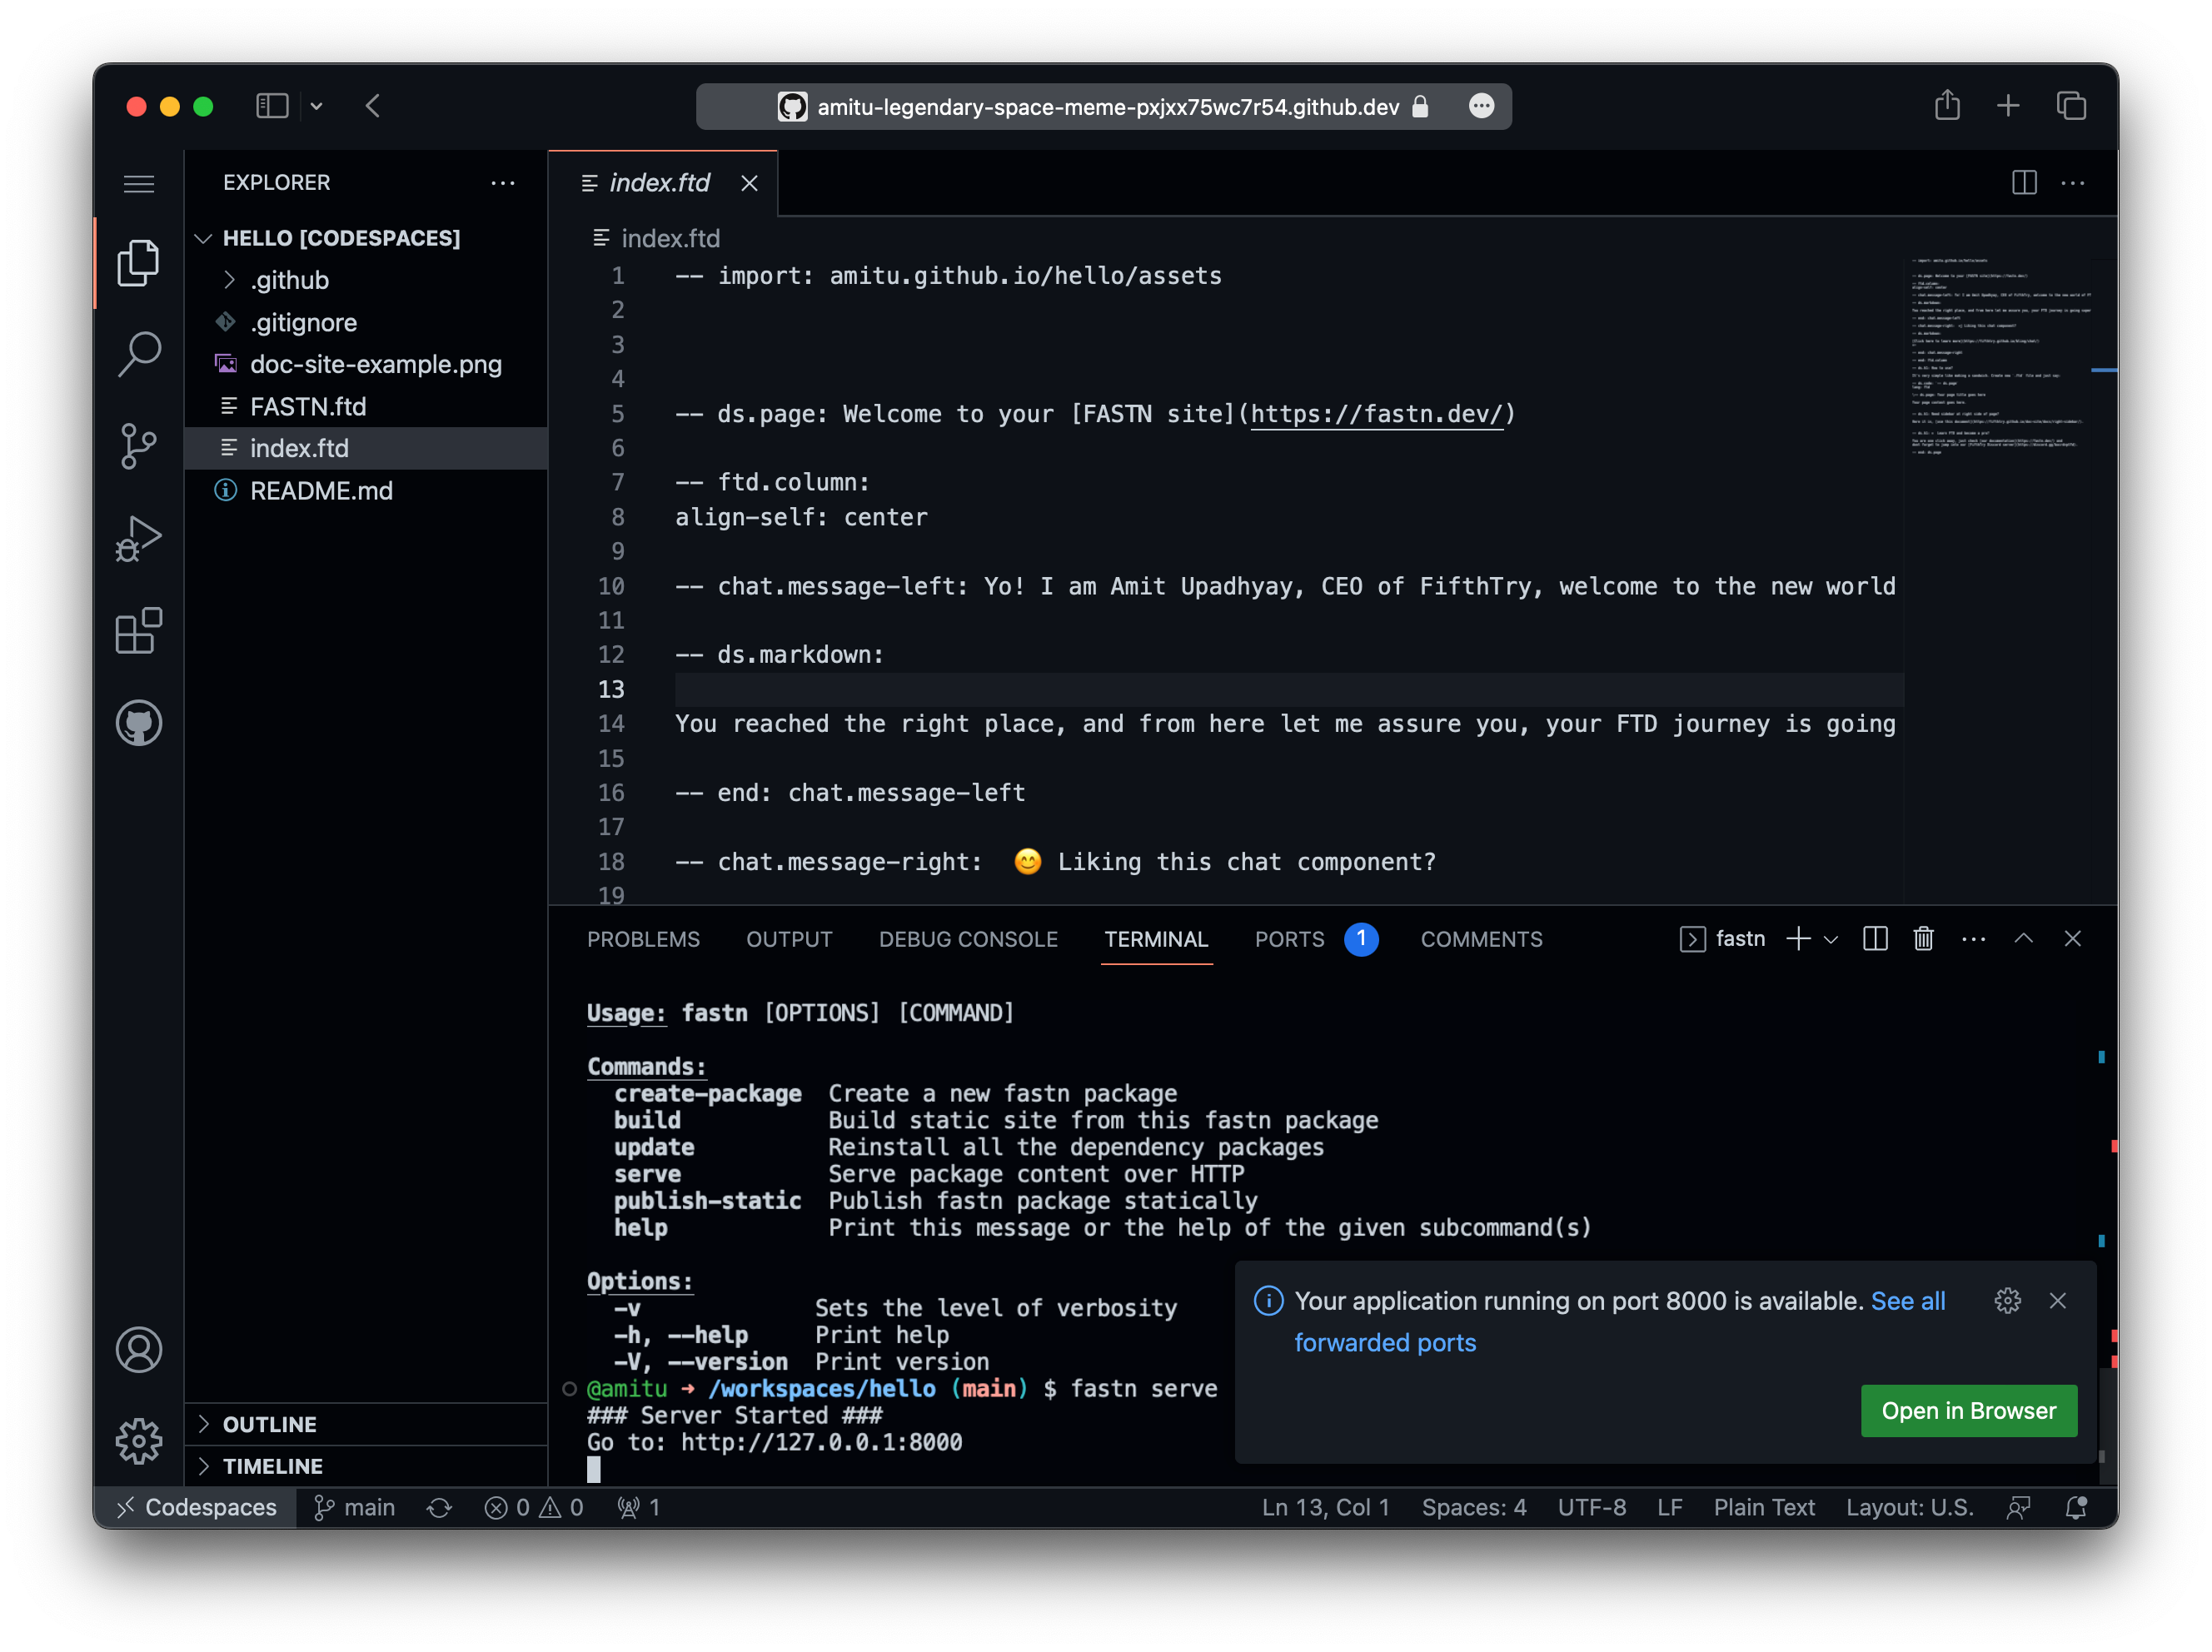 amitu-legendary-space-meme-pxjxx75wc7r54.github.dev
EXPLORER
HELLO [CODESPACES]
.github
.gitignore
doc-site-example.png
FASTN.ftd
index.ftd
README.md
OUTLINE
TIMELINE
index.ftd
index.ftd
1 -- import: amitu.github.io/hello/assets
2
3
4
5 -- ds.page: Welcome to your [FASTN site](https://fastn.dev/)
6
7 -- ftd.column:
8 align-self: center
9
10 -- chat.message-left: Yo! I am Amit Upadhyay, CEO of FifthTry, welcome to the new world
11
12 -- ds.markdown:
13
14 You reached the right place, and from here let me assure you, your FTD journey is going
15
16 -- end: chat.message-left
17
18 -- chat.message-right:  😊 Liking this chat component?
19
PROBLEMS OUTPUT DEBUG CONSOLE TERMINAL PORTS 1 COMMENTS fastn
Usage: fastn [OPTIONS] [COMMAND]
Commands:
create-package Create a new fastn package
build Build static site from this fastn package
update Reinstall all the dependency packages
serve Serve package content over HTTP
publish-static Publish fastn package statically
help Print this message or the help of the given subcommand(s)
Options:
-v Sets the level of verbosity
-h, --help Print help
-V, --version Print version
@amitu ➜ /workspaces/hello (main) $ fastn serve
### Server Started ###
Go to: http://127.0.0.1:8000
Your application running on port 8000 is available. See all
forwarded ports
Open in Browser
Codespaces main 0 0 1 Ln 13, Col 1 Spaces: 4 UTF-8 LF Plain Text Layout: U.S.